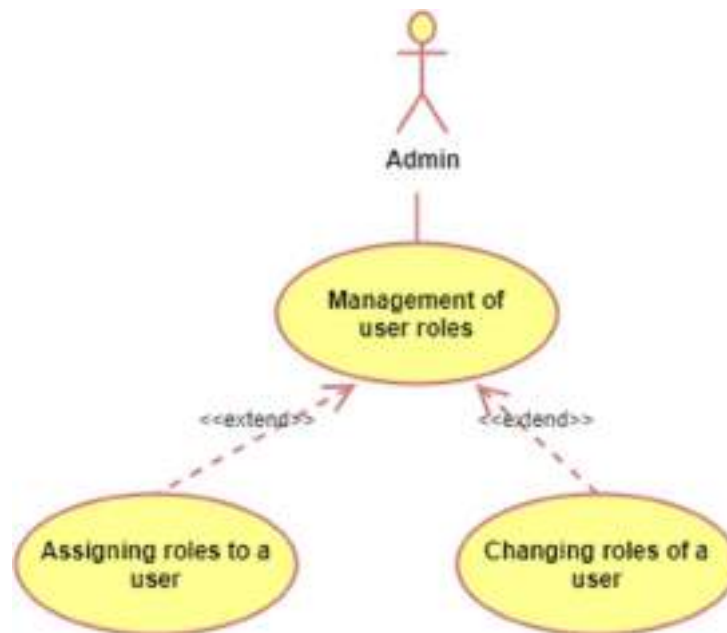 Admin
Management of
user roles
<<extend>>
<<extend>>
Assigning roles to a
user
Changing roles of a
user